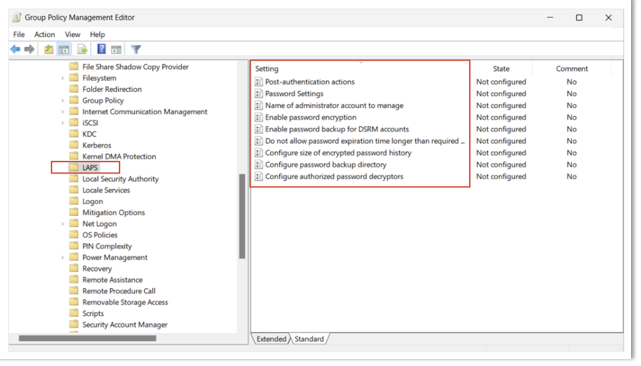 Group Policy Management Editor
File Action View Help
File Share Shadow Copy Provider
Filesystem
Folder Redirection
Group Policy
Internet Communication Management
iSCSI
KDC
Kerberos
Kernel DMA Protection
LAPS
Local Security Authority
Locale Services
Logon
Mitigation Options
Net Logon
OS Policies
PIN Complexity
Power Management
Recovery
Remote Assistance
Remote Procedure Call
Removable Storage Access
Scripts
Security Account Manager
Setting State Comment
Post-authentication actions Not configured No
Password Settings Not configured No
Name of administrator account to manage Not configured No
Enable password encryption Not configured No
Enable password backup for DSRM accounts Not configured No
Do not allow password expiration time longer than required ... Not configured No
Configure size of encrypted password history Not configured No
Configure password backup directory Not configured No
Configure authorized password decryptors Not configured No
Extended Standard